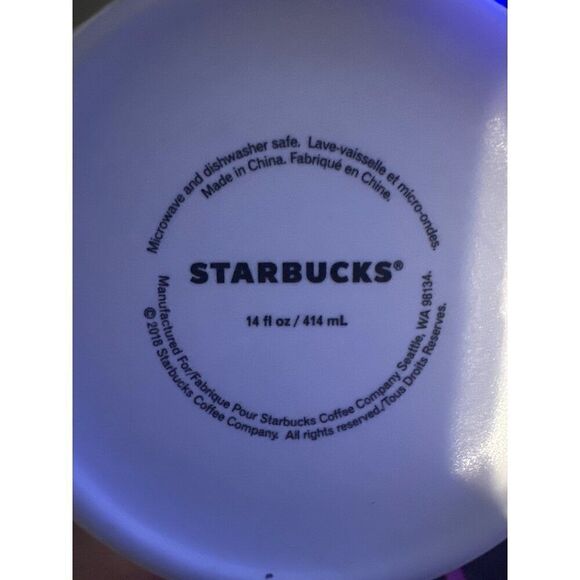 Microwave and dishwasher safe. Lave-vaisselle et micro-ondes.
Made in China. Fabriqué en Chine.
STARBUCKS®
14 fl oz / 414 mL
Manufactured For/Fabrique Pour Starbucks Coffee Company Seattle, WA 98134.
© 2018 Starbucks Coffee Company. All rights reserved./Tous Droits Reserves.